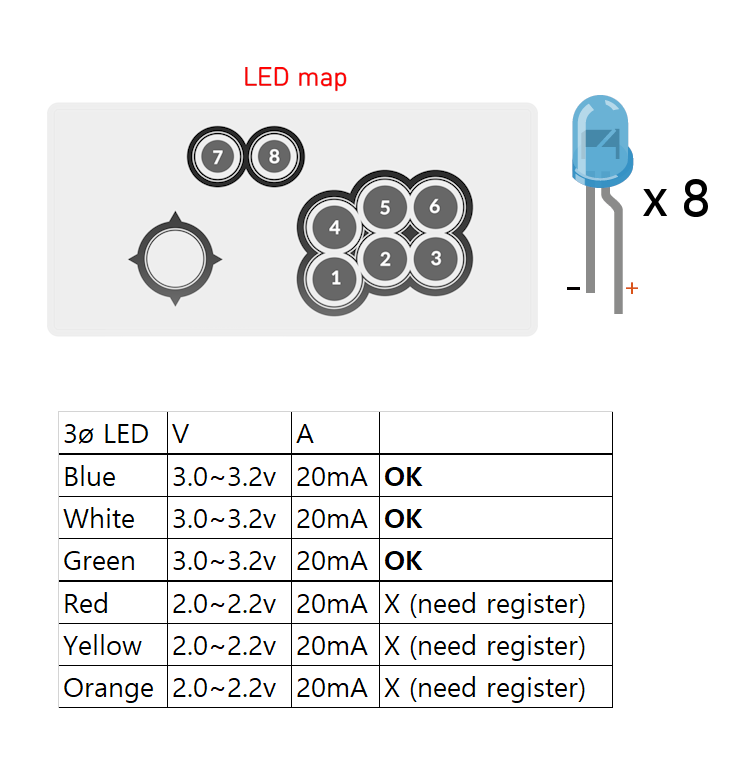 LED map
7 8
4 5 6
1 2 3
x 8
- +
3ø LED V A
Blue 3.0~3.2v 20mA OK
White 3.0~3.2v 20mA OK
Green 3.0~3.2v 20mA OK
Red 2.0~2.2v 20mA X (need register)
Yellow 2.0~2.2v 20mA X (need register)
Orange 2.0~2.2v 20mA X (need register)